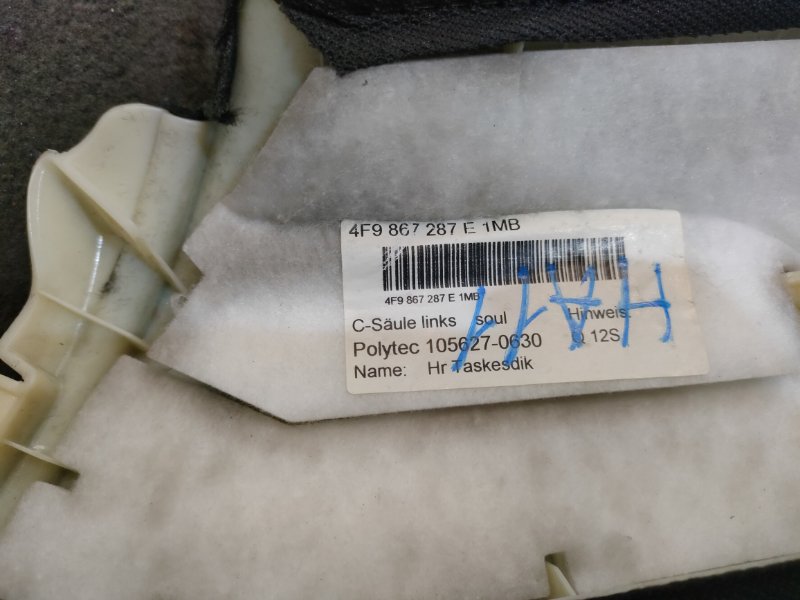 4F9 867 287 E 1MB
4F9 867 287 E 1MB
C-Säule links soul Hinweis:
Polytec 105627-0630 Q 12S
Name: Hr Taskesdik